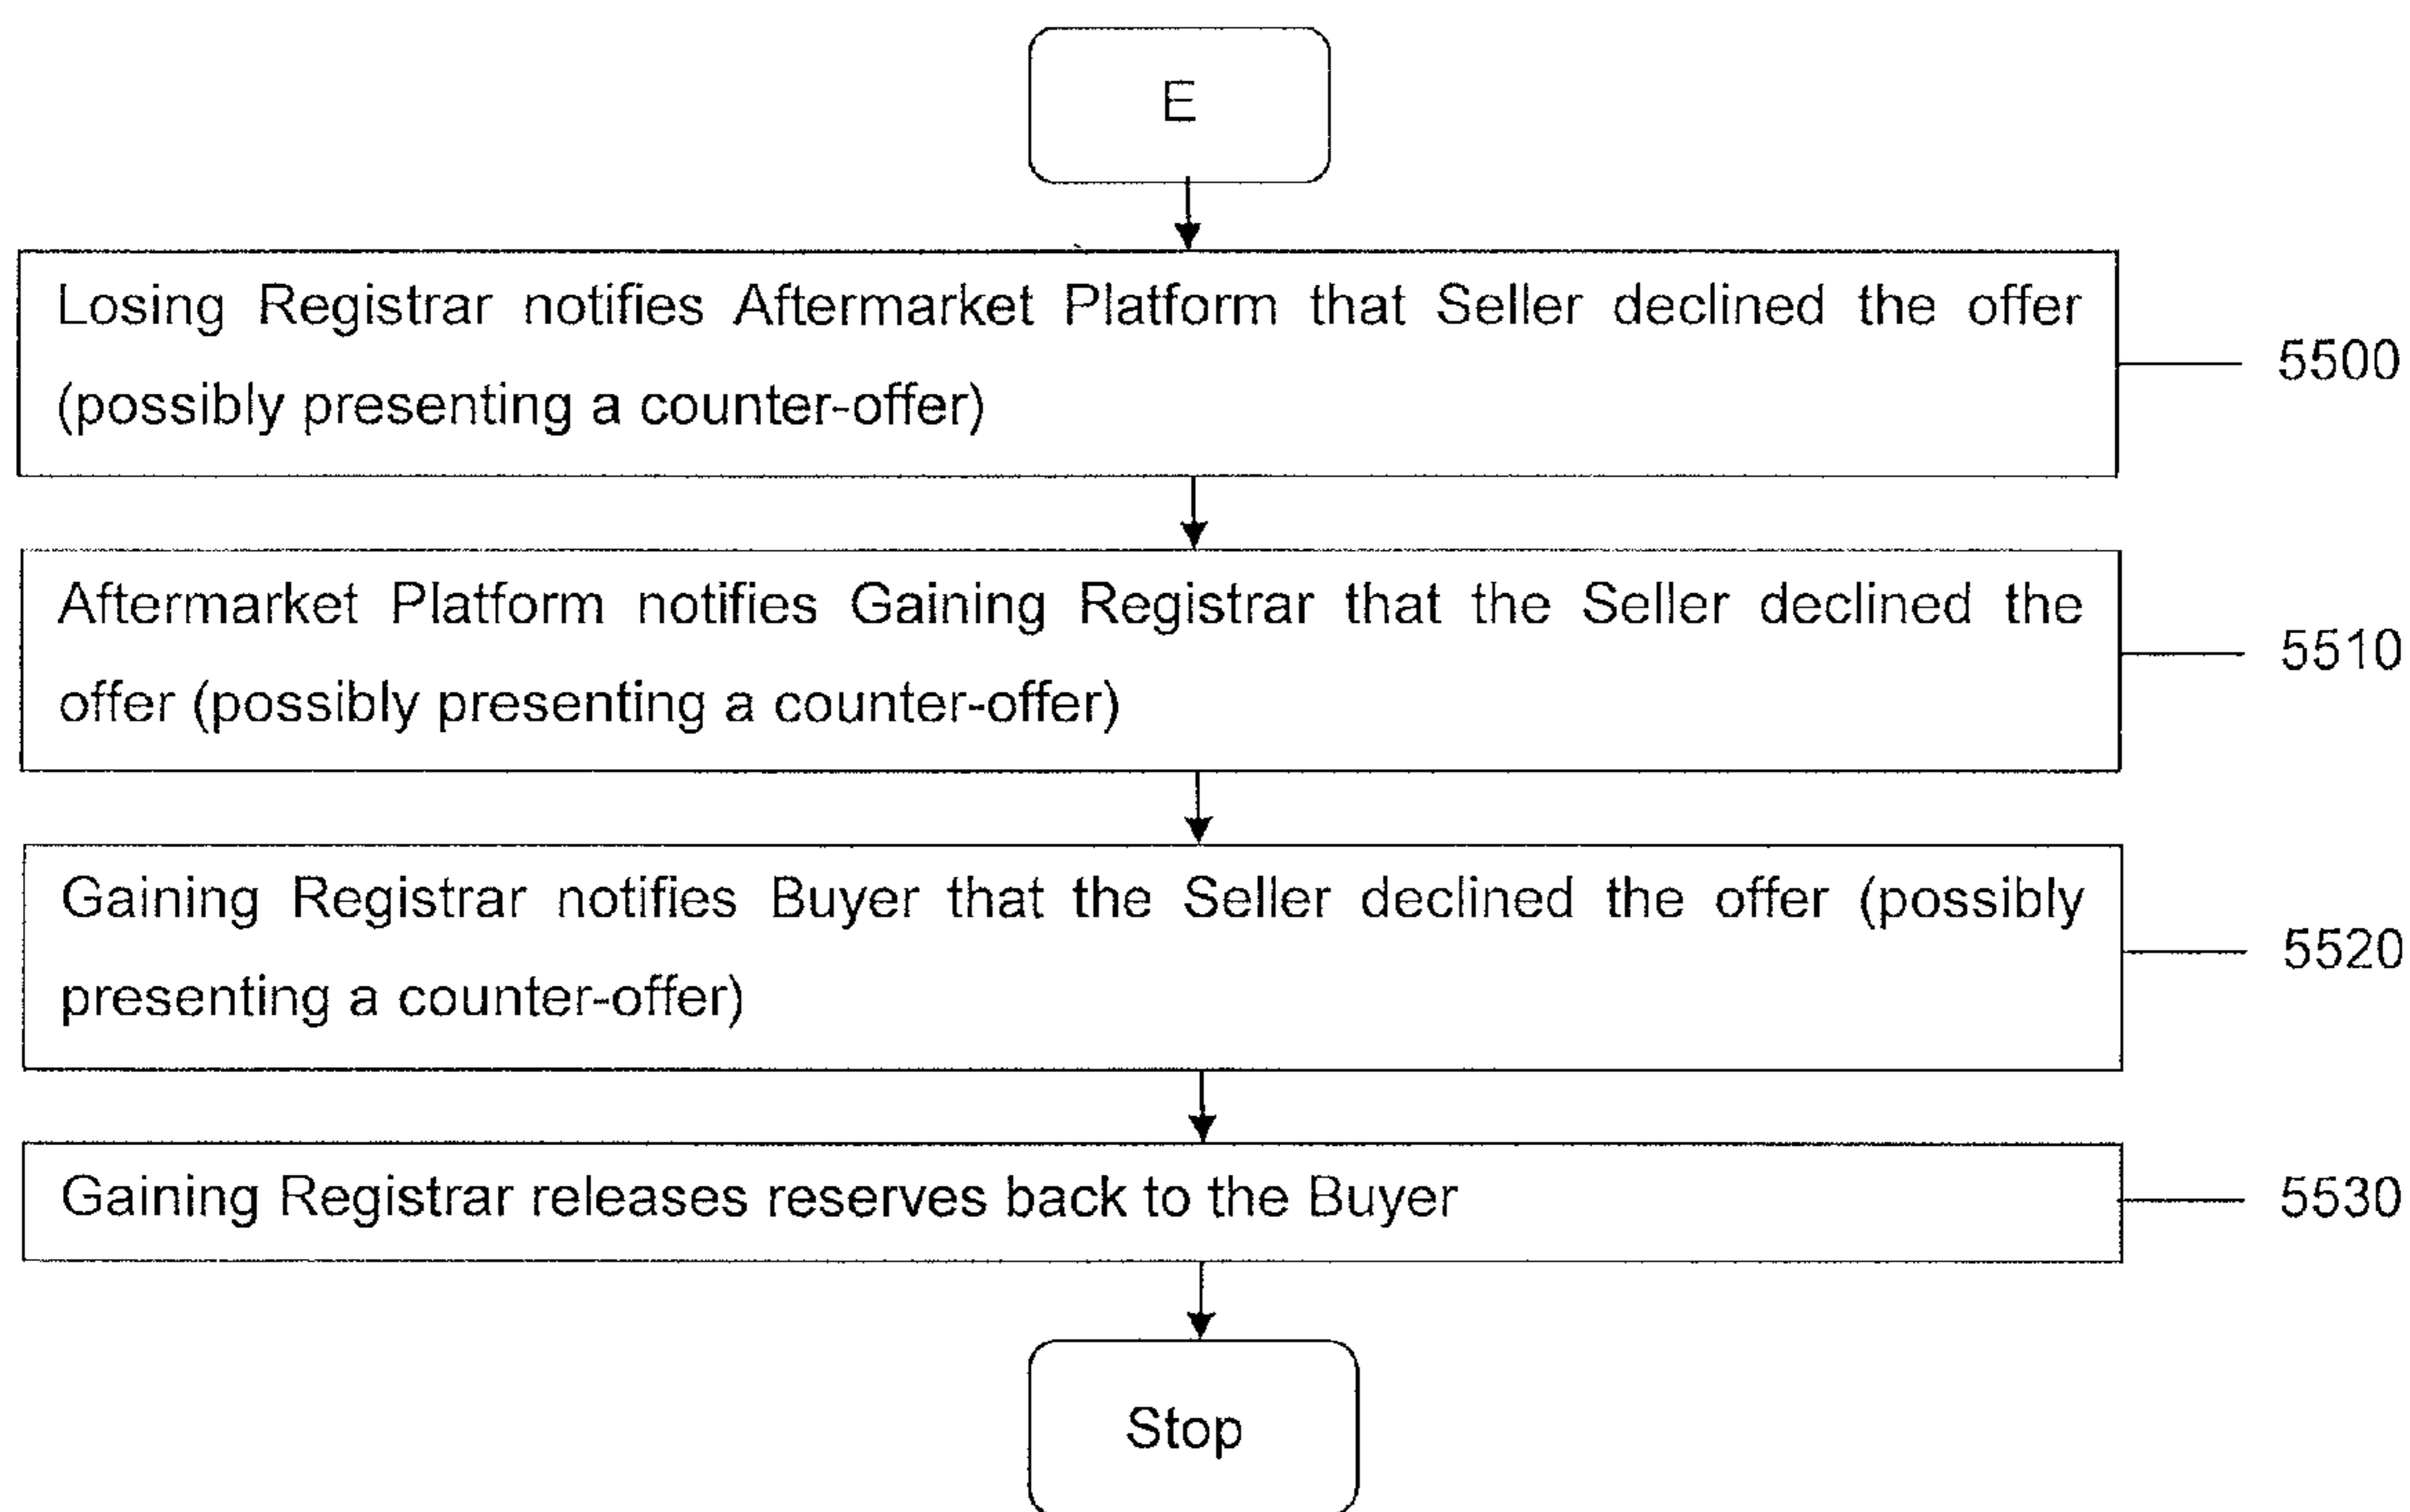 E
Losing Registrar notifies Aftermarket Platform that Seller declined the offer
(possibly presenting a counter-offer)
5500
Aftermarket Platform notifies Gaining Registrar that the Seller declined the
offer (possibly presenting a counter-offer)
5510
Gaining Registrar notifies Buyer that the Seller declined the offer (possibly
presenting a counter-offer)
5520
Gaining Registrar releases reserves back to the Buyer
5530
Stop